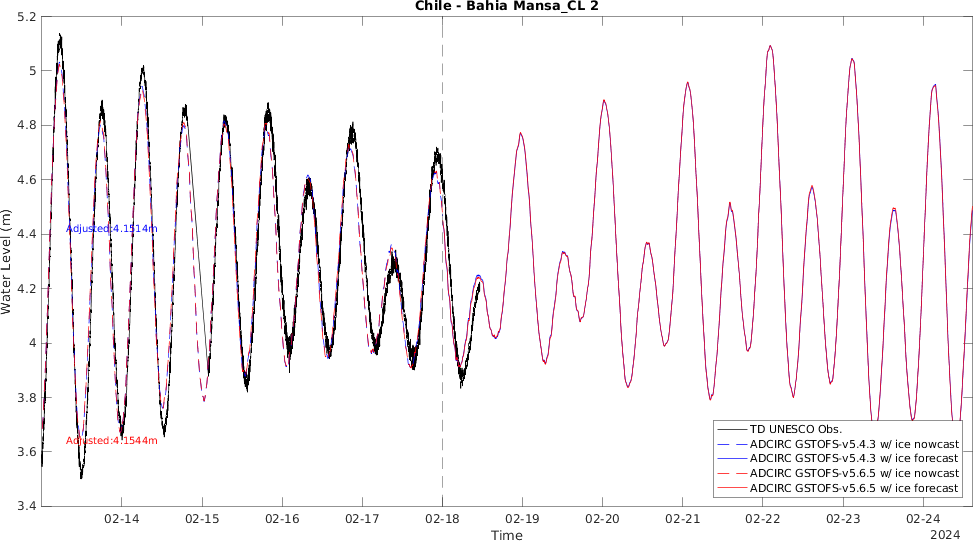 Chile - Bahia Mansa_CL 2
5.2
5
4.8
4.6
4.4
4.2
4
3.8
3.6
3.4
Water Level (m)
Adjusted:4.1514m
Adjusted:4.1544m
TD UNESCO Obs.
ADCIRC GSTOFS-v5.4.3 w/ ice nowcast
ADCIRC GSTOFS-v5.4.3 w/ ice forecast
ADCIRC GSTOFS-v5.6.5 w/ ice nowcast
ADCIRC GSTOFS-v5.6.5 w/ ice forecast
02-14 02-15 02-16 02-17 02-18 02-19 02-20 02-21 02-22 02-23 02-24
Time
2024